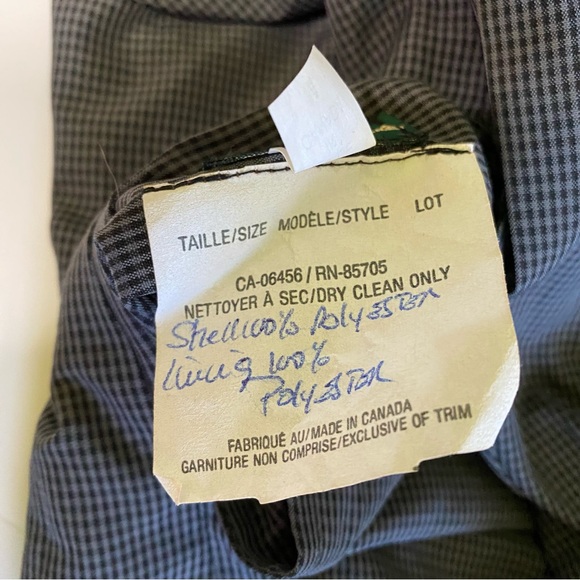 TAILLE/SIZE MODÈLE/STYLE LOT
CA-06456 / RN-85705
NETTOYER À SEC/DRY CLEAN ONLY
Shell 100% POLYESTER
Lining 100%
POLYESTER
FABRIQUÉ AU/MADE IN CANADA
GARNITURE NON COMPRISE/EXCLUSIVE OF TRIM